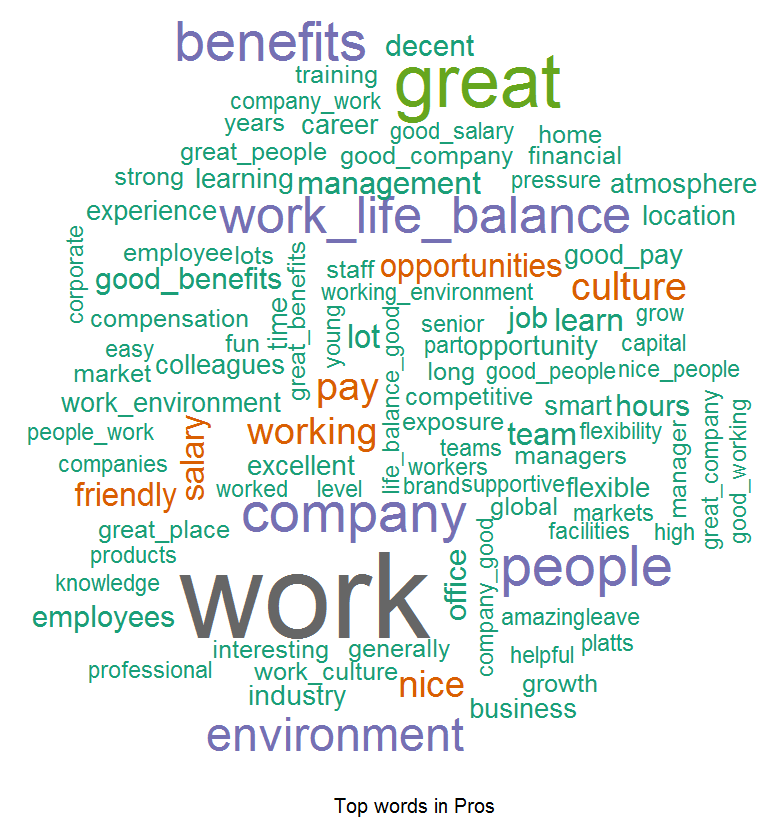 benefits decent
training great
company_work
years career good_salary home
great_people good_company financial
strong learning management pressure atmosphere
experience work_life_balance location
corporate employee lots staff opportunities good_pay
good_benefits great_benefits working_environment culture
compensation time young lot life_balance_good senior job learn grow
easy fun part opportunity capital
market colleagues pay long good_people nice_people
work_environment competitive smart hours
people_work salary working exposure team flexibility manager great_company good_working
companies excellent workers teams managers
friendly worked level brand supportive flexible
company global markets
great_place facilities high
products work office company_good people
knowledge
employees amazing leave
interesting generally helpful platts
professional work_culture nice growth
industry business
environment
Top words in Pros